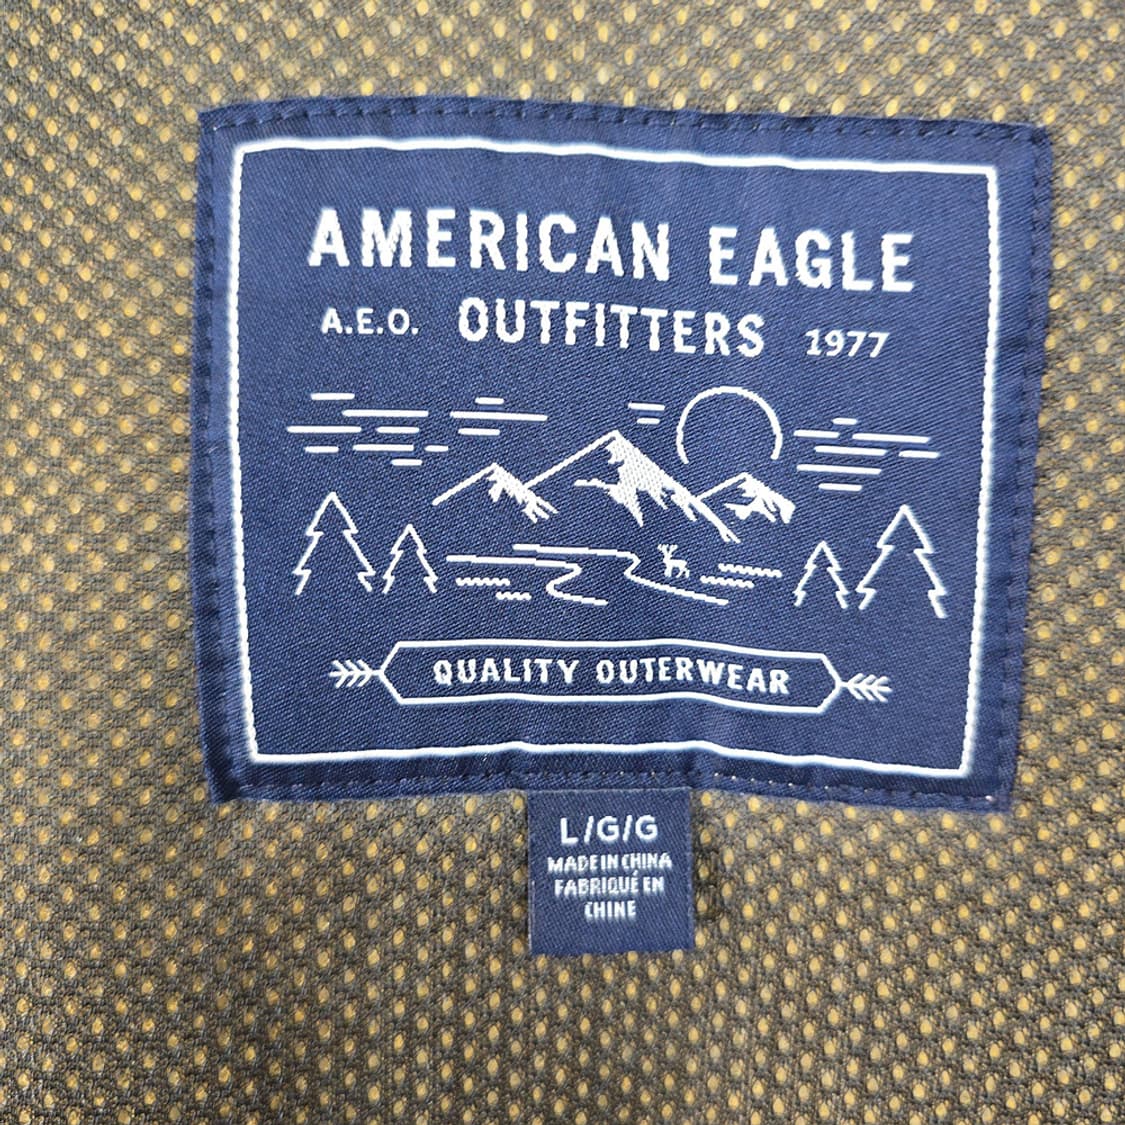 AMERICAN EAGLE
A.E.O. OUTFITTERS 1977
QUALITY OUTERWEAR
L/G/G
MADE IN CHINA
FABRIQUÉ EN
CHINE